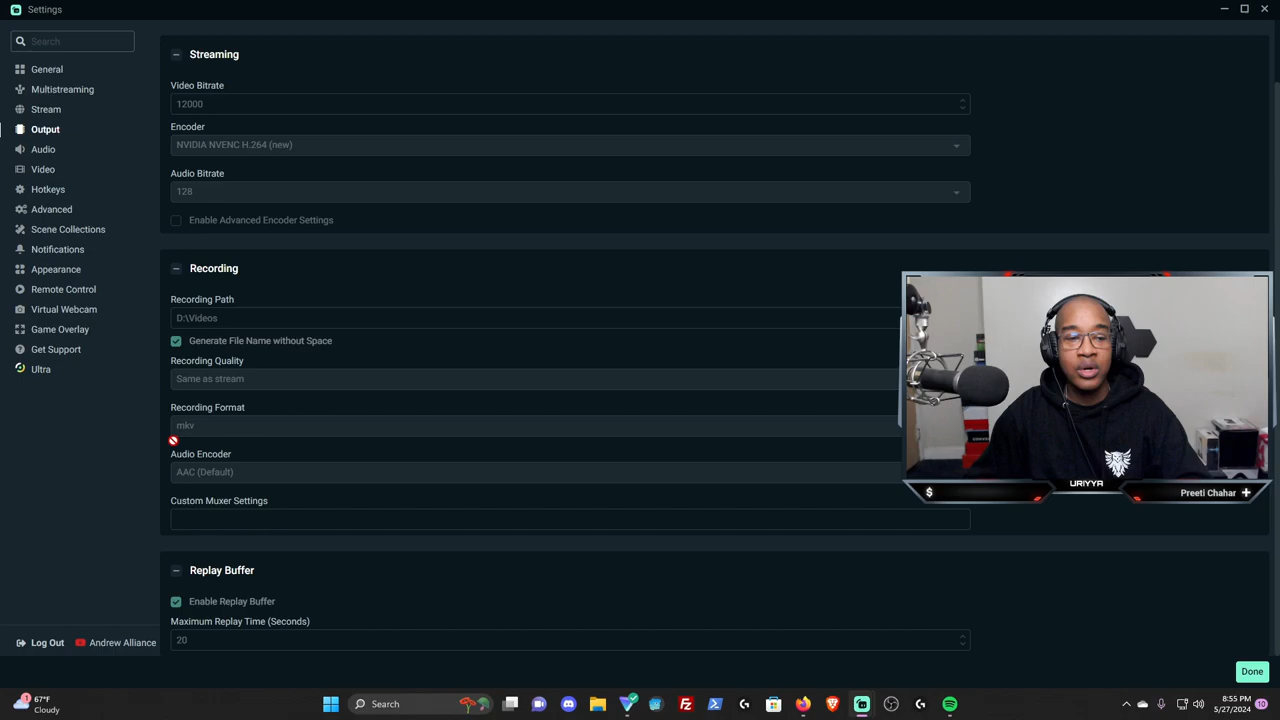 Settings
Search
General
Multistreaming
Stream
Output
Audio
Video
Hotkeys
Advanced
Scene Collections
Notifications
Appearance
Remote Control
Virtual Webcam
Game Overlay
Get Support
Ultra
Log Out
Andrew Alliance
Streaming
Video Bitrate
12000
Encoder
NVIDIA NVENC H.264 (new)
Audio Bitrate
128
Enable Advanced Encoder Settings
Recording
Recording Path
D:\Videos
Generate File Name without Space
Recording Quality
Same as stream
Recording Format
mkv
Audio Encoder
AAC (Default)
Custom Muxer Settings
Replay Buffer
Enable Replay Buffer
Maximum Replay Time (Seconds)
20
URIYYA
$
Preeti Chahar +
Done
1
67°F
Cloudy
Search
8:55 PM
5/27/2024
10